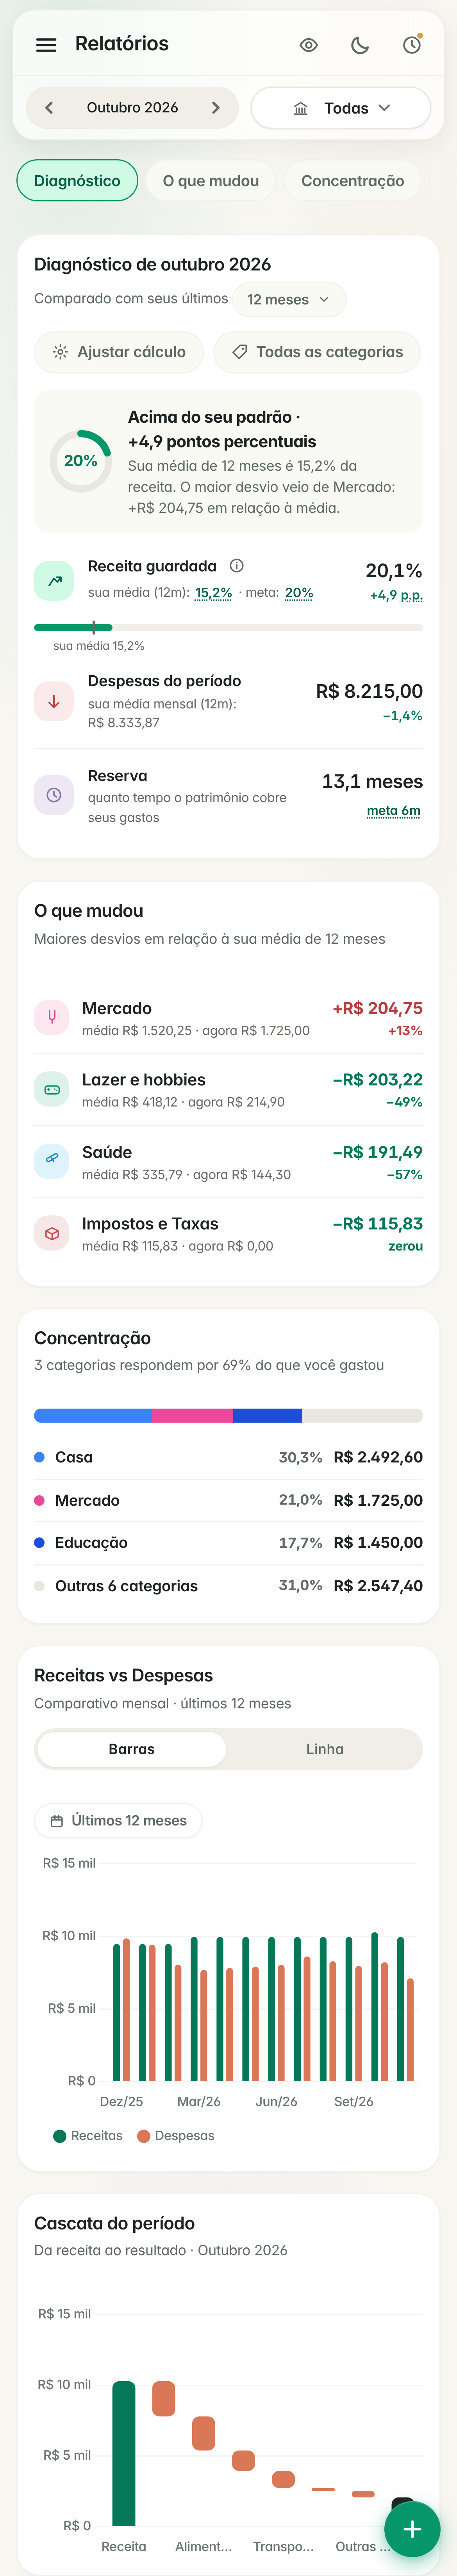 Relatórios
Outubro 2026
Todas
Diagnóstico
O que mudou
Concentração
Diagnóstico de outubro 2026
Comparado com seus últimos 12 meses
Ajustar cálculo
Todas as categorias
20%
Acima do seu padrão ·
+4,9 pontos percentuais
Sua média de 12 meses é 15,2% da
receita. O maior desvio veio de Mercado:
+R$ 204,75 em relação à média.
Receita guardada
20,1%
sua média (12m): 15,2% · meta: 20%
+4,9 p.p.
sua média 15,2%
Despesas do período
R$ 8.215,00
sua média mensal (12m):
R$ 8.333,87
−1,4%
Reserva
13,1 meses
quanto tempo o patrimônio cobre
seus gastos
meta 6m
O que mudou
Maiores desvios em relação à sua média de 12 meses
Mercado
+R$ 204,75
média R$ 1.520,25 · agora R$ 1.725,00
+13%
Lazer e hobbies
−R$ 203,22
média R$ 418,12 · agora R$ 214,90
−49%
Saúde
−R$ 191,49
média R$ 335,79 · agora R$ 144,30
−57%
Impostos e Taxas
−R$ 115,83
média R$ 115,83 · agora R$ 0,00
zerou
Concentração
3 categorias respondem por 69% do que você gastou
Casa 30,3% R$ 2.492,60
Mercado 21,0% R$ 1.725,00
Educação 17,7% R$ 1.450,00
Outras 6 categorias 31,0% R$ 2.547,40
Receitas vs Despesas
Comparativo mensal · últimos 12 meses
Barras
Linha
Últimos 12 meses
R$ 15 mil
R$ 10 mil
R$ 5 mil
R$ 0
Dez/25 Mar/26 Jun/26 Set/26
Receitas Despesas
Cascata do período
Da receita ao resultado · Outubro 2026
R$ 15 mil
R$ 10 mil
R$ 5 mil
R$ 0
Receita Aliment... Transpo... Outras ...